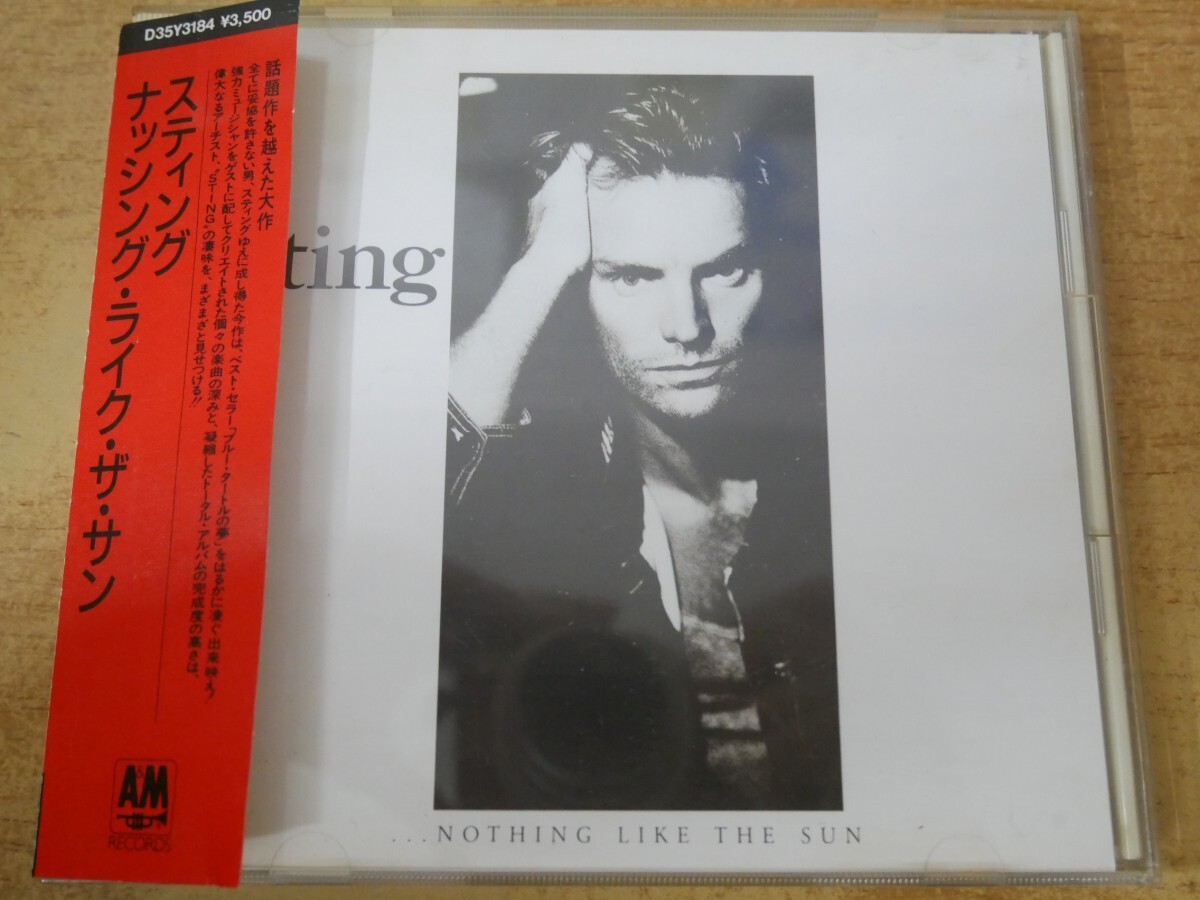 D35Y3184 ¥3,500
話題作を越えた大作
全てに妥協を許さない男、スティングゆえに成し得た今作は、ベスト・セラー「ブルー・タートルの夢」をはるかに凌ぐ出来映え!
強力ミュージシャンをゲストに配してクリエイトされた個々の楽曲の深みと、凝縮したトータル・アルバムの完成度の高さは、
偉大なるアーチスト、"STING"の凄味を、まざまざと見せつける!!
スティング
ナッシング・ライク・ザ・サン
A&M
RECORDS
ting
...NOTHING LIKE THE SUN